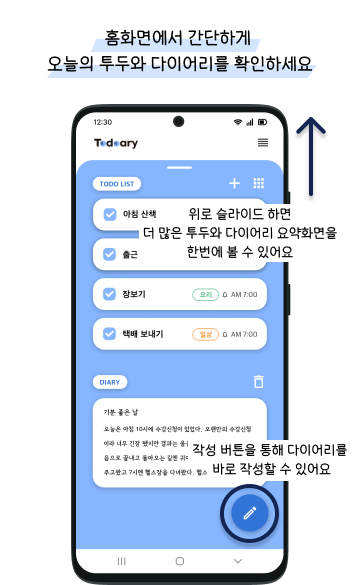 홈화면에서 간단하게
오늘의 투두와 다이어리를 확인하세요
12:30
Todoary
TODO LIST
아침 산책
위로 슬라이드 하면
더 많은 투두와 다이어리 요약화면을
한번에 볼 수 있어요
출근
장보기
요리
AM 7:00
택배 보내기
일상
AM 7:00
DIARY
기분 좋은 날
오늘은 아침 10시에 수강신청이 있었다. 오랜만의 수강신청
이라 너무 긴장 됐지만 결과는 올
음으로 끝내고 돌아오는 길엔 귀여
주고왔고 7시엔 헬스장을 다녀왔다. 헬스
작성 버튼을 통해 다이어리를
바로 작성할 수 있어요